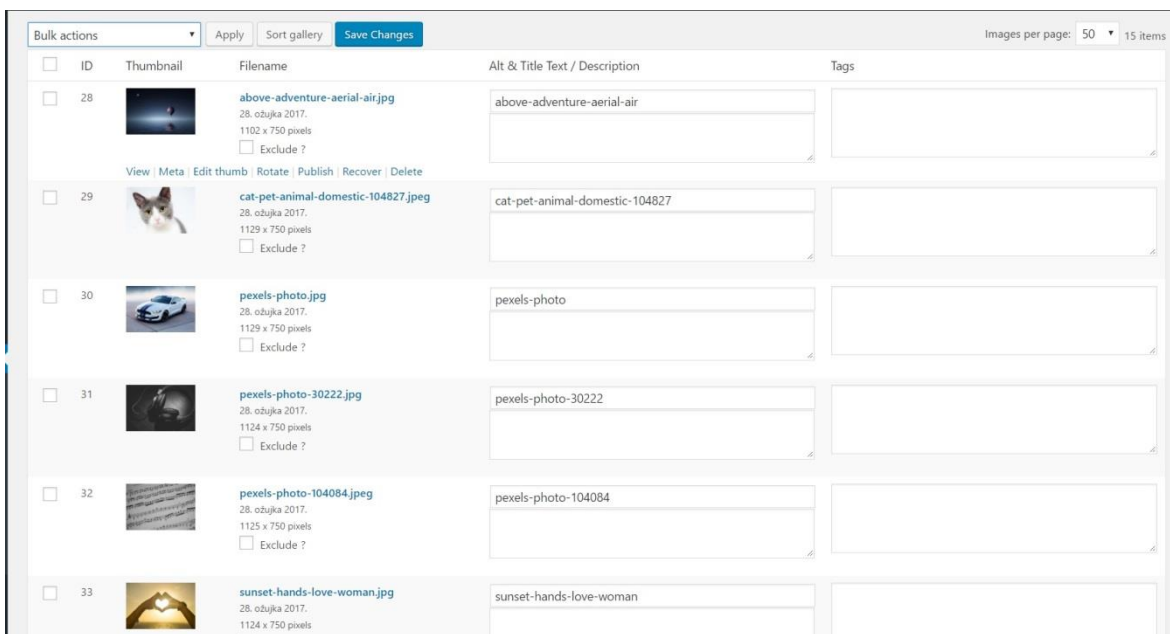 Bulk actions Apply Sort gallery Save Changes Images per page: 50 15 items
ID Thumbnail Filename Alt & Title Text / Description Tags
28 above-adventure-aerial-air.jpg above-adventure-aerial-air
28. ožujka 2017.
1102 x 750 pixels
Exclude ?
View | Meta | Edit thumb | Rotate | Publish | Recover | Delete
29 cat-pet-animal-domestic-104827.jpeg cat-pet-animal-domestic-104827
28. ožujka 2017.
1129 x 750 pixels
Exclude ?
30 pexels-photo.jpg pexels-photo
28. ožujka 2017.
1129 x 750 pixels
Exclude ?
31 pexels-photo-30222.jpg pexels-photo-30222
28. ožujka 2017.
1124 x 750 pixels
Exclude ?
32 pexels-photo-104084.jpeg pexels-photo-104084
28. ožujka 2017.
1125 x 750 pixels
Exclude ?
33 sunset-hands-love-woman.jpg sunset-hands-love-woman
28. ožujka 2017.
1124 x 750 pixels